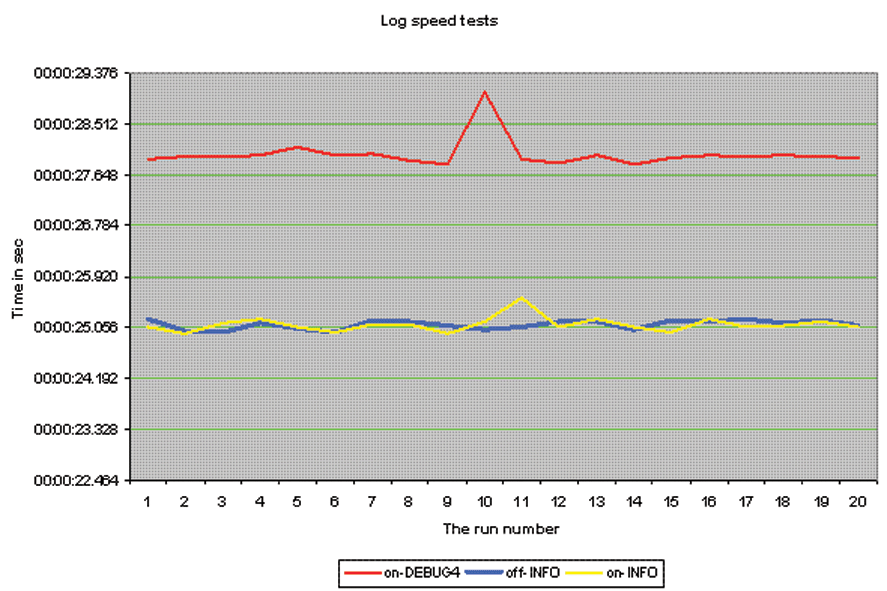 Log speed tests
00:00:29.376
00:00:28.512
00:00:27.648
00:00:26.784
00:00:25.920
00:00:25.056
00:00:24.192
00:00:23.328
00:00:22.464
Time in sec
1 2 3 4 5 6 7 8 9 10 11 12 13 14 15 16 17 18 19 20
The run number
on-DEBUG4 off-INFO on-INFO